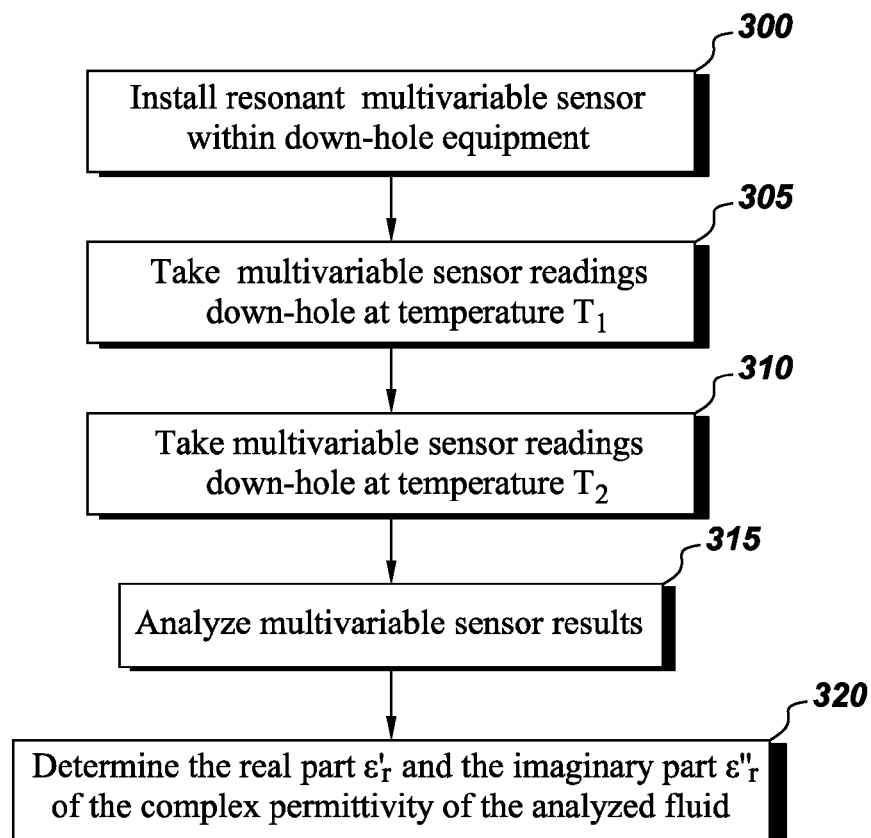 300
Install resonant multivariable sensor
within down-hole equipment
305
Take multivariable sensor readings
down-hole at temperature T₁
310
Take multivariable sensor readings
down-hole at temperature T₂
315
Analyze multivariable sensor results
320
Determine the real part ε'ᵣ and the imaginary part ε"ᵣ
of the complex permittivity of the analyzed fluid